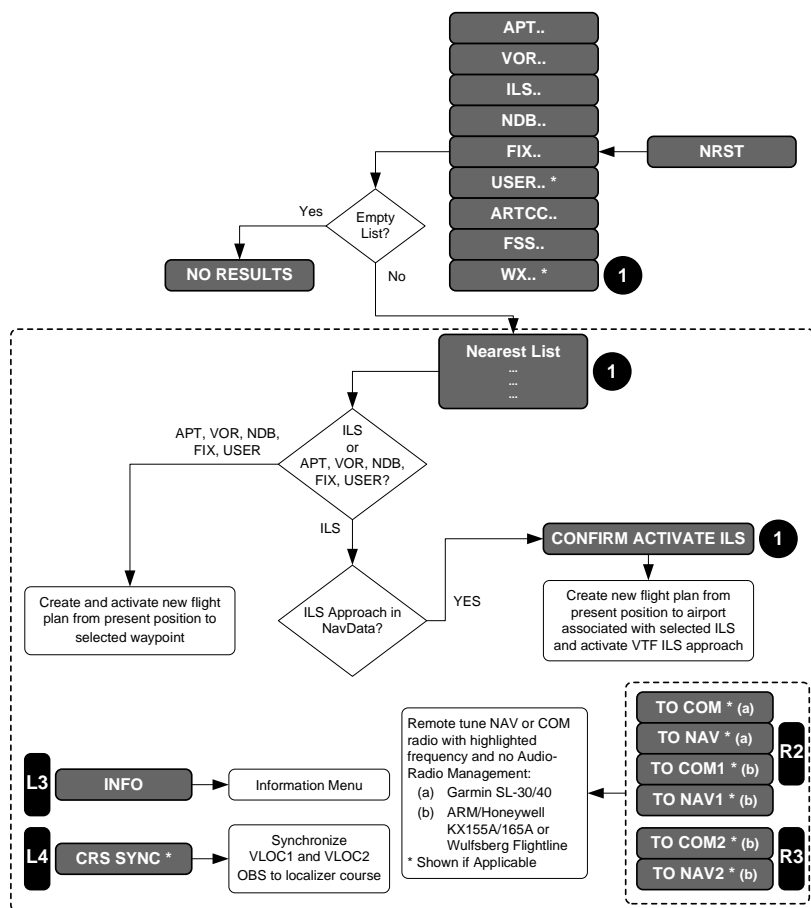 APT..
VOR..
ILS..
NDB..
FIX..
NRST
USER.. *
ARTCC..
FSS..
WX.. *
1
Yes
Empty
List?
NO RESULTS
No
Nearest List
...
...
...
1
APT, VOR, NDB,
FIX, USER
ILS
or
APT, VOR, NDB,
FIX, USER?
ILS
CONFIRM ACTIVATE ILS
1
Create and activate new flight
plan from present position to
selected waypoint
ILS Approach in
NavData?
YES
Create new flight plan from
present position to airport
associated with selected ILS
and activate VTF ILS approach
L3
INFO
Information Menu
L4
CRS SYNC *
Synchronize
VLOC1 and VLOC2
OBS to localizer course
Remote tune NAV or COM
radio with highlighted
frequency and no Audio-
Radio Management:
(a) Garmin SL-30/40
(b) ARM/Honeywell
KX155A/165A or
Wulfsberg Flightline
* Shown if Applicable
TO COM * (a)
TO NAV * (a)
TO COM1 * (b)
TO NAV1 * (b)
R2
TO COM2 * (b)
TO NAV2 * (b)
R3